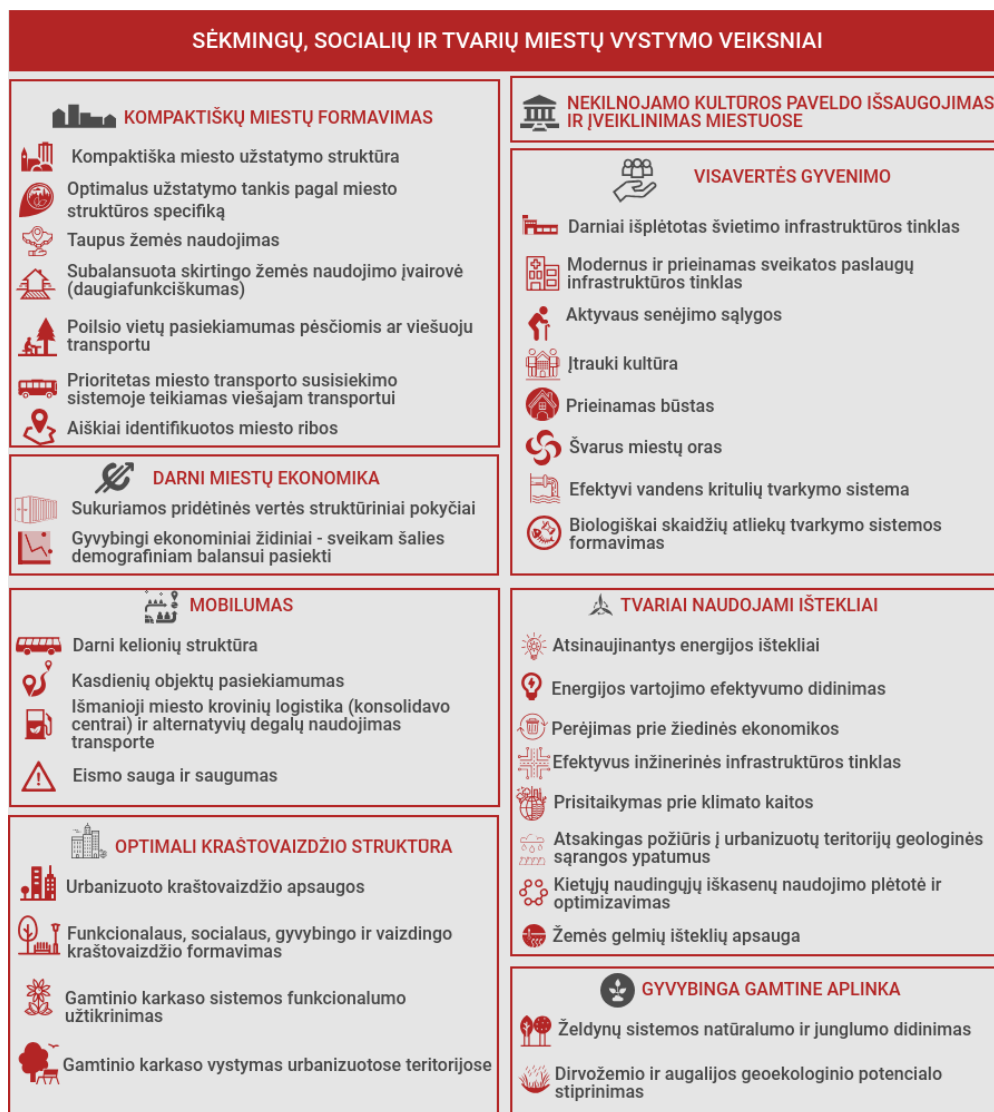 SĖKMINGŲ, SOCIALIŲ IR TVARIŲ MIESTŲ VYSTYMO VEIKSNIAI
KOMPAKTIŠKŲ MIESTŲ FORMAVIMAS
Kompaktiška miesto užstatymo struktūra
Optimalus užstatymo tankis pagal miesto
struktūros specifiką
Taupus žemės naudojimas
Subalansuota skirtingo žemės naudojimo įvairovė
(daugiafunkciškumas)
Poilsio vietų pasiekiamumas pėsčiomis ar viešuoju
transportu
Prioritetas miesto transporto susisiekimo
sistemoje teikiamas viešajam transportui
Aiškiai identifikuotos miesto ribos
DARNI MIESTŲ EKONOMIKA
Sukuriamos pridėtinės vertės struktūriniai pokyčiai
Gyvybingi ekonominiai židiniai - sveikam šalies
demografiniam balansui pasiekti
MOBILUMAS
Darni kelionių struktūra
Kasdienių objektų pasiekiamumas
Išmanioji miesto krovinių logistika (konsolidavo
centrai) ir alternatyvių degalų naudojimas
transporte
Eismo sauga ir saugumas
OPTIMALI KRAŠTOVAIZDŽIO STRUKTŪRA
Urbanizuoto kraštovaizdžio apsaugos
Funkcionalaus, socialaus, gyvybingo ir vaizdingo
kraštovaizdžio formavimas
Gamtinio karkaso sistemos funkcionalumo
užtikrinimas
Gamtinio karkaso vystymas urbanizuotose teritorijose
NEKILNOJAMO KULTŪROS PAVELDO IŠSAUGOJIMAS
IR ĮVEIKLINIMAS MIESTUOSE
VISAVERTĖS GYVENIMO
Darniai išplėtotas švietimo infrastruktūros tinklas
Modernus ir prieinamas sveikatos paslaugų
infrastruktūros tinklas
Aktyvaus senėjimo sąlygos
Įtrauki kultūra
Prieinamas būstas
Švarus miestų oras
Efektyvi vandens kritulių tvarkymo sistema
Biologiškai skaidžių atliekų tvarkymo sistemos
formavimas
TVARIAI NAUDOJAMI IŠTEKLIAI
Atsinaujinantys energijos ištekliai
Energijos vartojimo efektyvumo didinimas
Perėjimas prie žiedinės ekonomikos
Efektyvus inžinerinės infrastruktūros tinklas
Prisitaikymas prie klimato kaitos
Atsakingas požiūris į urbanizuotų teritorijų geologinės
sąrangos ypatumus
Kietųjų naudingųjų iškasenų naudojimo plėtotė ir
optimizavimas
Žemės gelmių išteklių apsauga
GYVYBINGA GAMTINE APLINKA
Želdynų sistemos natūralumo ir junglumo didinimas
Dirvožemio ir augalijos geoekologinio potencialo
stiprinimas